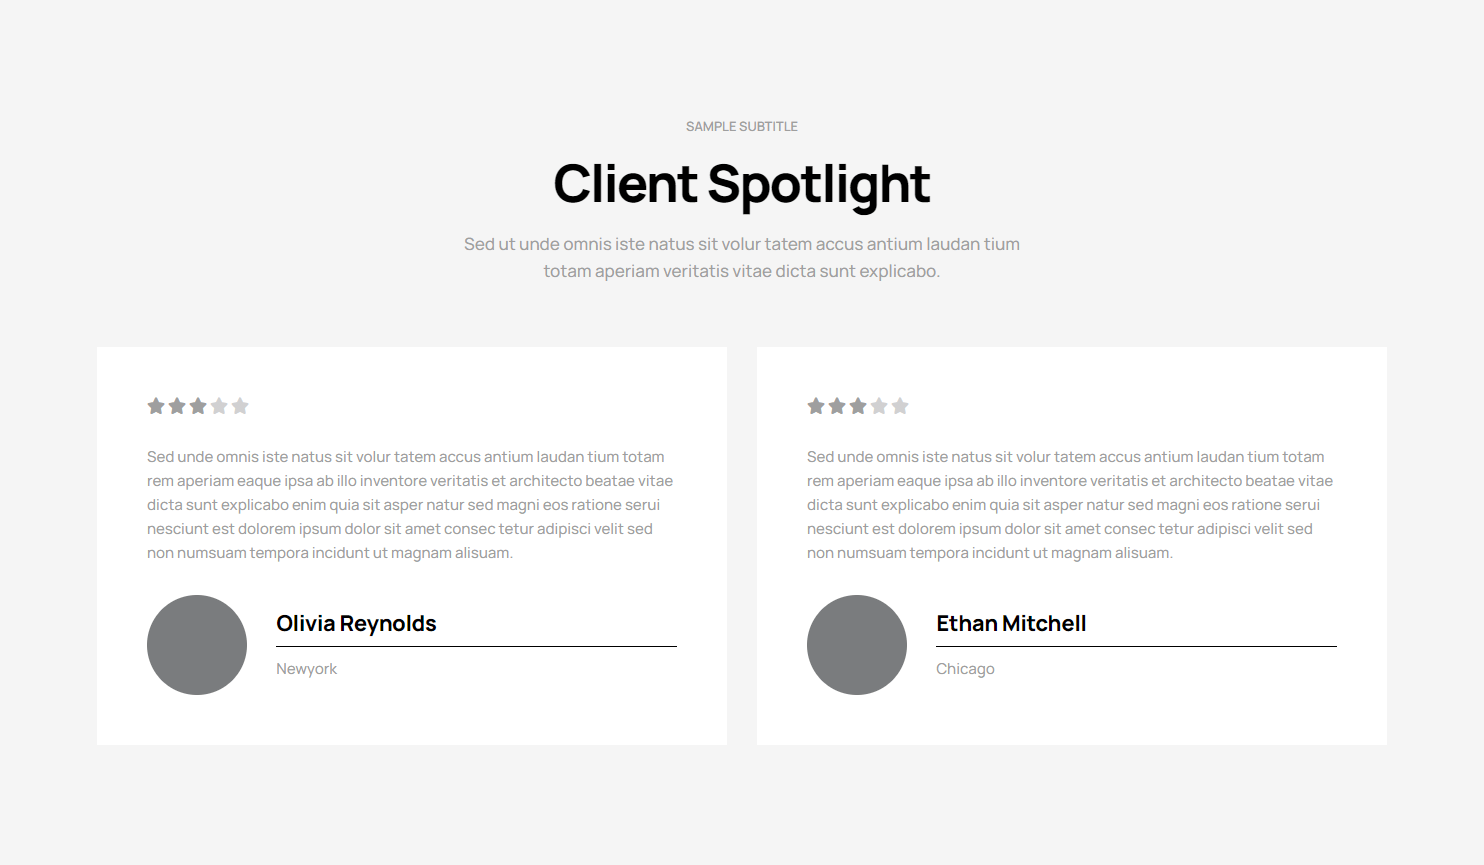 SAMPLE SUBTITLE
Client Spotlight
Sed ut unde omnis iste natus sit volur tatem accus antium laudan tium
totam aperiam veritatis vitae dicta sunt explicabo.
Sed unde omnis iste natus sit volur tatem accus antium laudan tium totam
rem aperiam eaque ipsa ab illo inventore veritatis et architecto beatae vitae
dicta sunt explicabo enim quia sit asper natur sed magni eos ratione serui
nesciunt est dolorem ipsum dolor sit amet consec tetur adipisci velit sed
non numsuam tempora incidunt ut magnam alisuam.
Olivia Reynolds
Newyork
Sed unde omnis iste natus sit volur tatem accus antium laudan tium totam
rem aperiam eaque ipsa ab illo inventore veritatis et architecto beatae vitae
dicta sunt explicabo enim quia sit asper natur sed magni eos ratione serui
nesciunt est dolorem ipsum dolor sit amet consec tetur adipisci velit sed
non numsuam tempora incidunt ut magnam alisuam.
Ethan Mitchell
Chicago